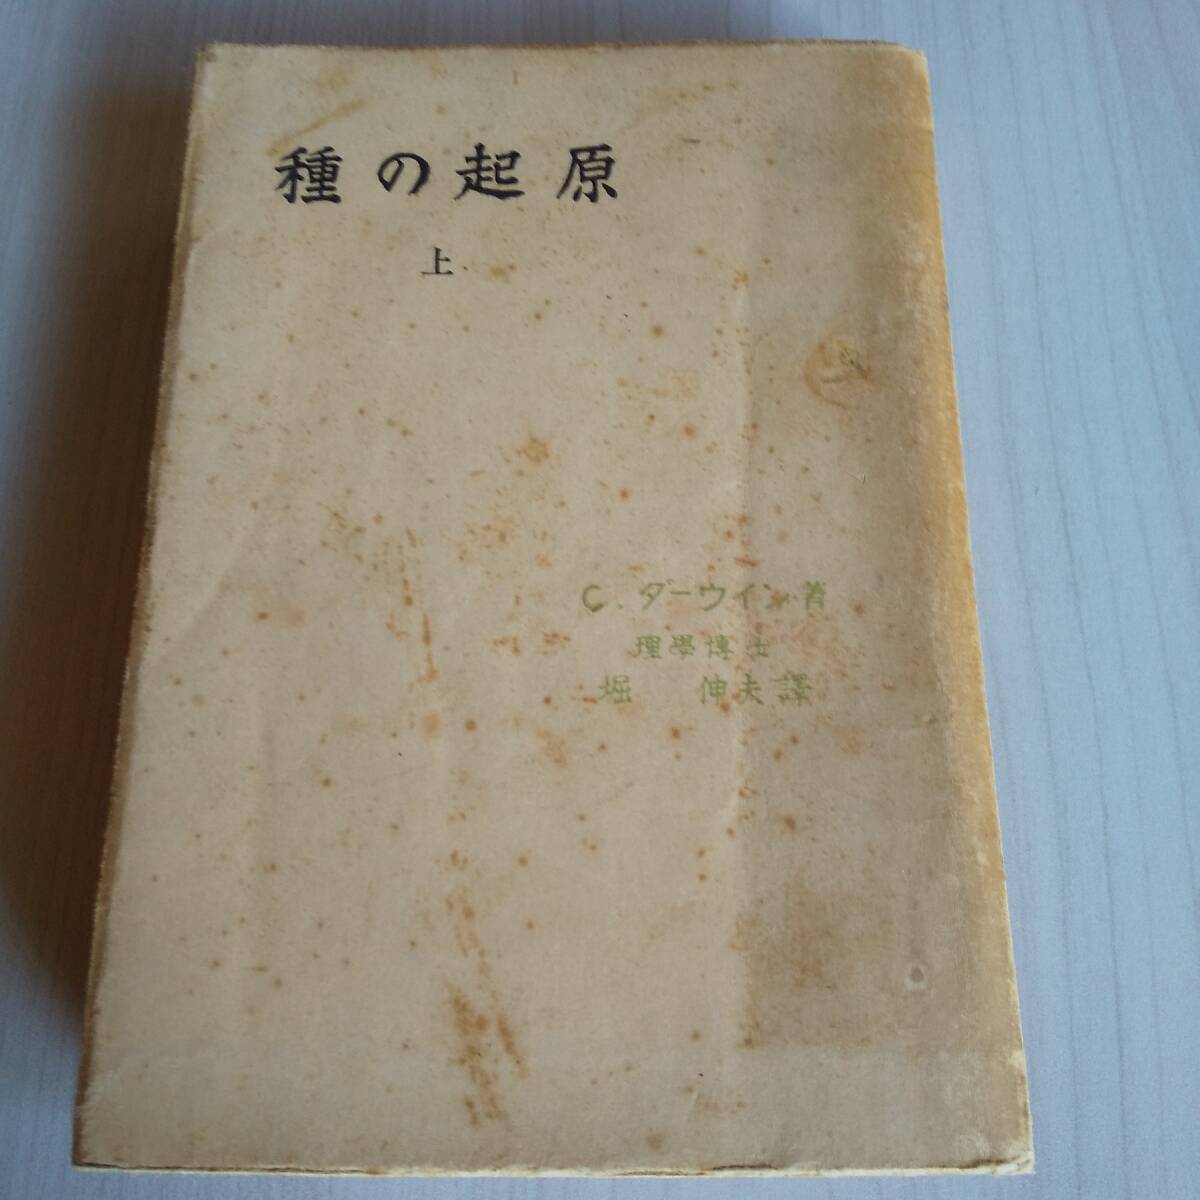 種の起原
上
C. ダーウイン著
理學博士
堀 伸夫譯